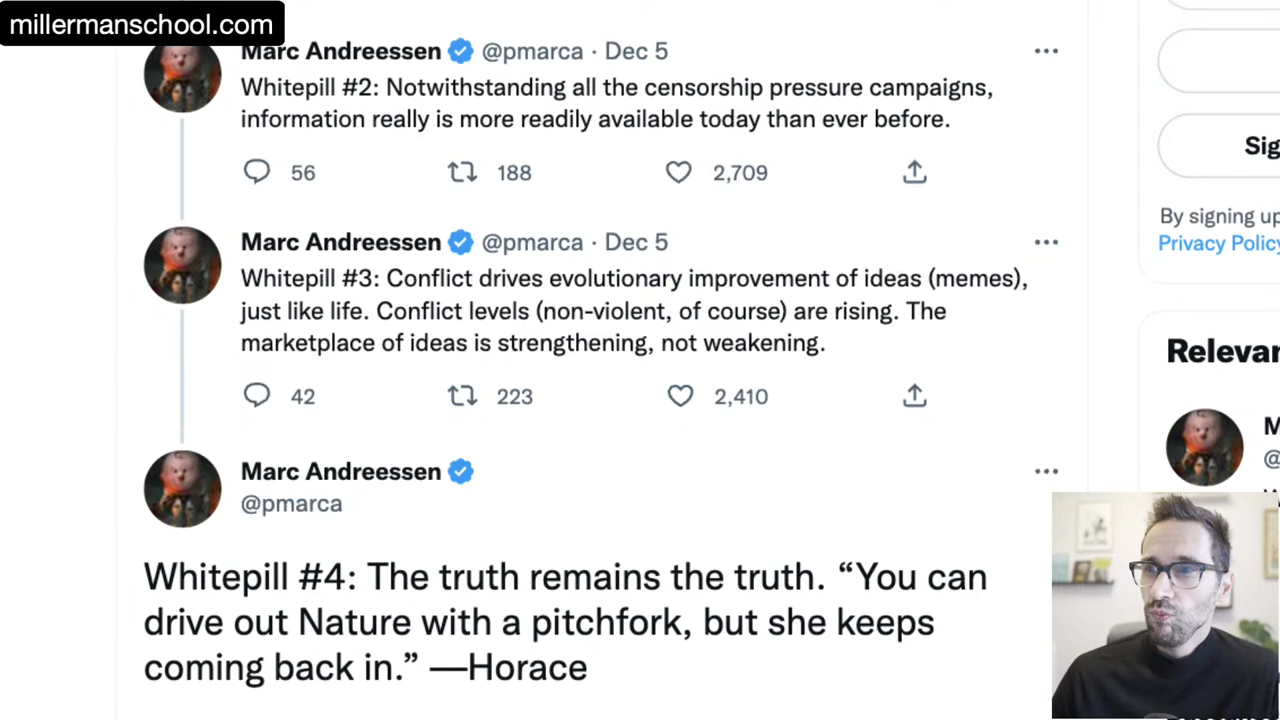 millermanschool.com
Marc Andreessen @pmarca · Dec 5
Whitepill #2: Notwithstanding all the censorship pressure campaigns,
information really is more readily available today than ever before.
56 188 2,709
Marc Andreessen @pmarca · Dec 5
Whitepill #3: Conflict drives evolutionary improvement of ideas (memes),
just like life. Conflict levels (non-violent, of course) are rising. The
marketplace of ideas is strengthening, not weakening.
42 223 2,410
Marc Andreessen
@pmarca
Whitepill #4: The truth remains the truth. “You can
drive out Nature with a pitchfork, but she keeps
coming back in.” —Horace
Sig
By signing up
Privacy Policy
Relevan
M
@